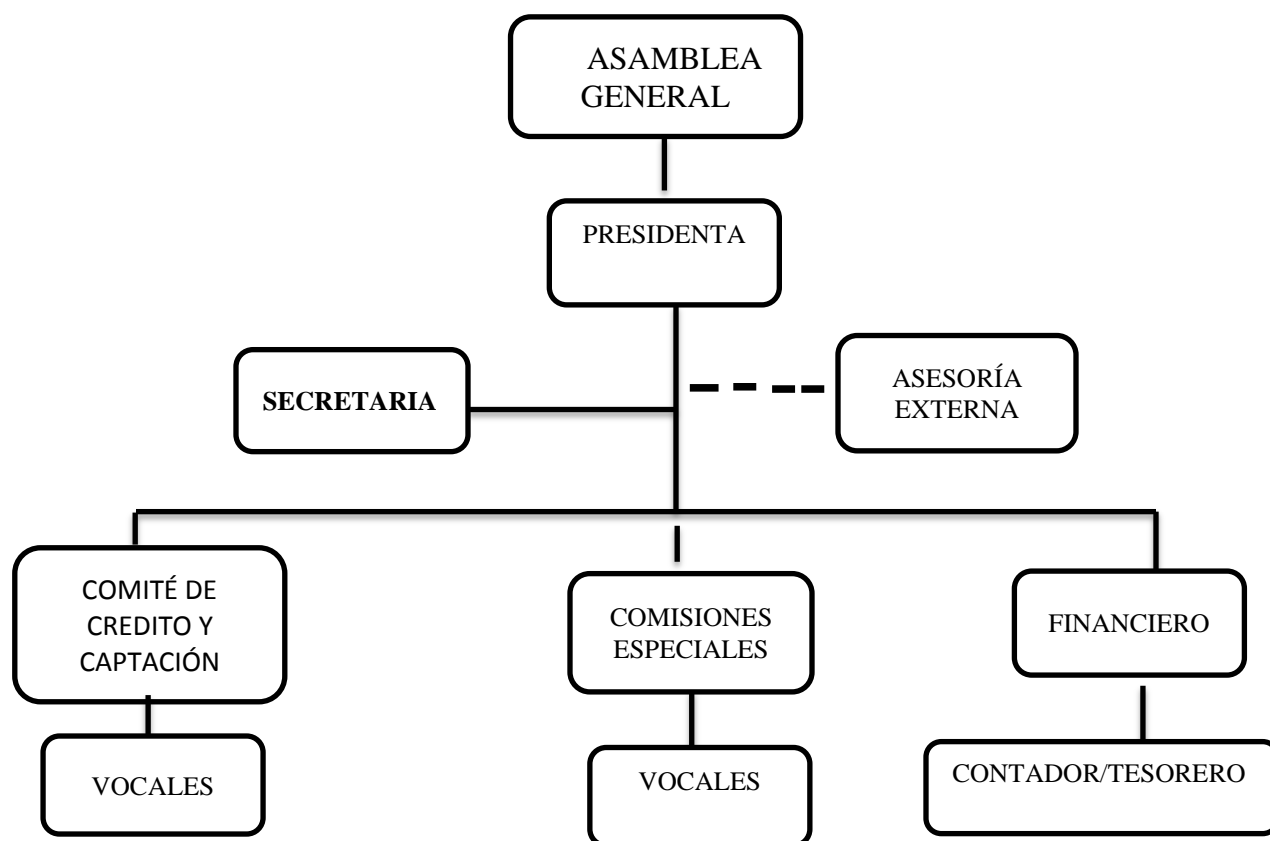 ASAMBLEA
GENERAL
PRESIDENTA
SECRETARIA
ASESORÍA
EXTERNA
COMITÉ DE
CREDITO Y
CAPTACIÓN
COMISIONES
ESPECIALES
FINANCIERO
VOCALES
VOCALES
CONTADOR/TESORERO